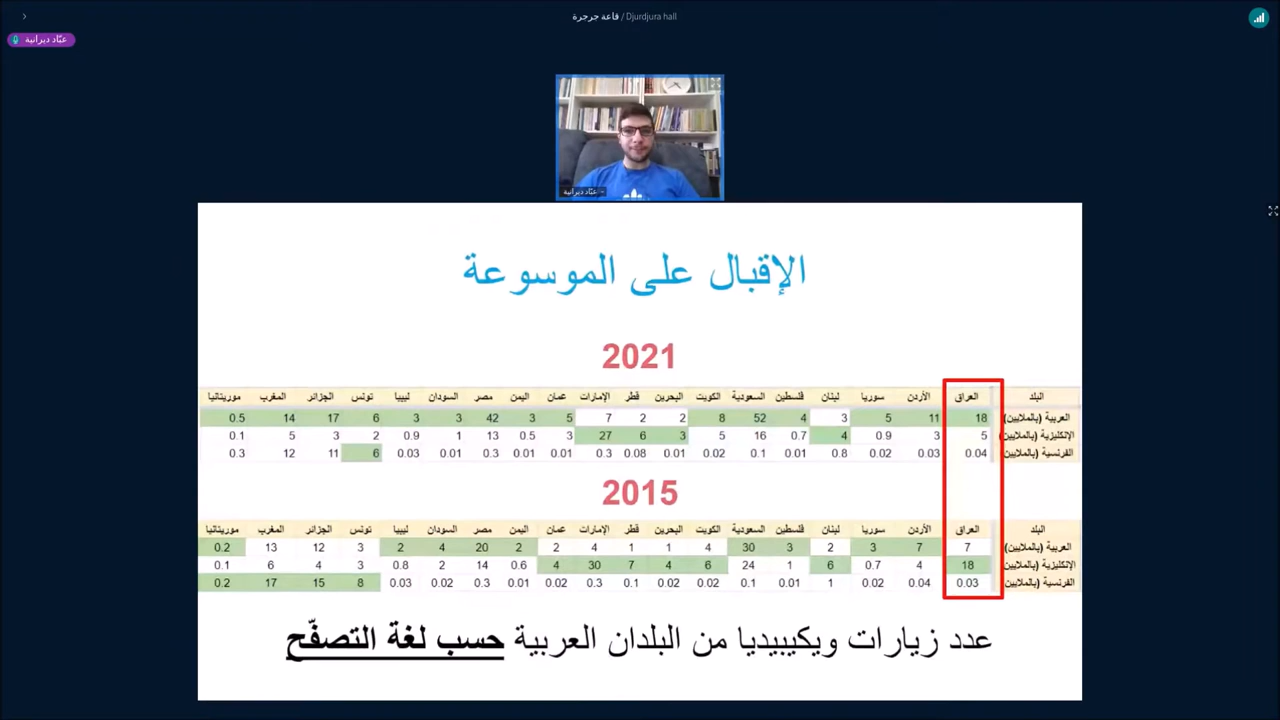 قاعة جرجرة / Djurdjura hall
عبّاد ديرانية
عبّاد ديرانية
الإقبال على الموسوعة
2021
البلد العراق الأردن سوريا لبنان فلسطين السعودية الكويت البحرين قطر الإمارات عمان اليمن مصر السودان ليبيا تونس الجزائر المغرب موريتانيا
العربية (بالملايين) 18 11 5 3 4 52 8 2 2 7 5 3 42 3 3 6 17 14 0.5
الإنكليزية (بالملايين) 5 3 0.9 4 0.7 16 5 3 6 27 3 0.5 13 1 0.9 2 3 5 0.1
الفرنسية (بالملايين) 0.04 0.03 0.02 0.8 0.01 0.1 0.02 0.01 0.08 0.3 0.01 0.01 0.3 0.01 0.03 6 11 12 0.3
2015
البلد العراق الأردن سوريا لبنان فلسطين السعودية الكويت البحرين قطر الإمارات عمان اليمن مصر السودان ليبيا تونس الجزائر المغرب موريتانيا
العربية (بالملايين) 7 7 3 2 3 30 4 1 1 4 2 2 20 4 2 3 12 13 0.2
الإنكليزية (بالملايين) 18 4 0.7 6 1 24 6 4 7 30 4 0.6 14 2 0.8 3 4 6 0.1
الفرنسية (بالملايين) 0.03 0.04 0.02 1 0.01 0.1 0.02 0.02 0.1 0.3 0.02 0.01 0.3 0.02 0.03 8 15 17 0.2
عدد زيارات ويكيبيديا من البلدان العربية حسب لغة التصفّح